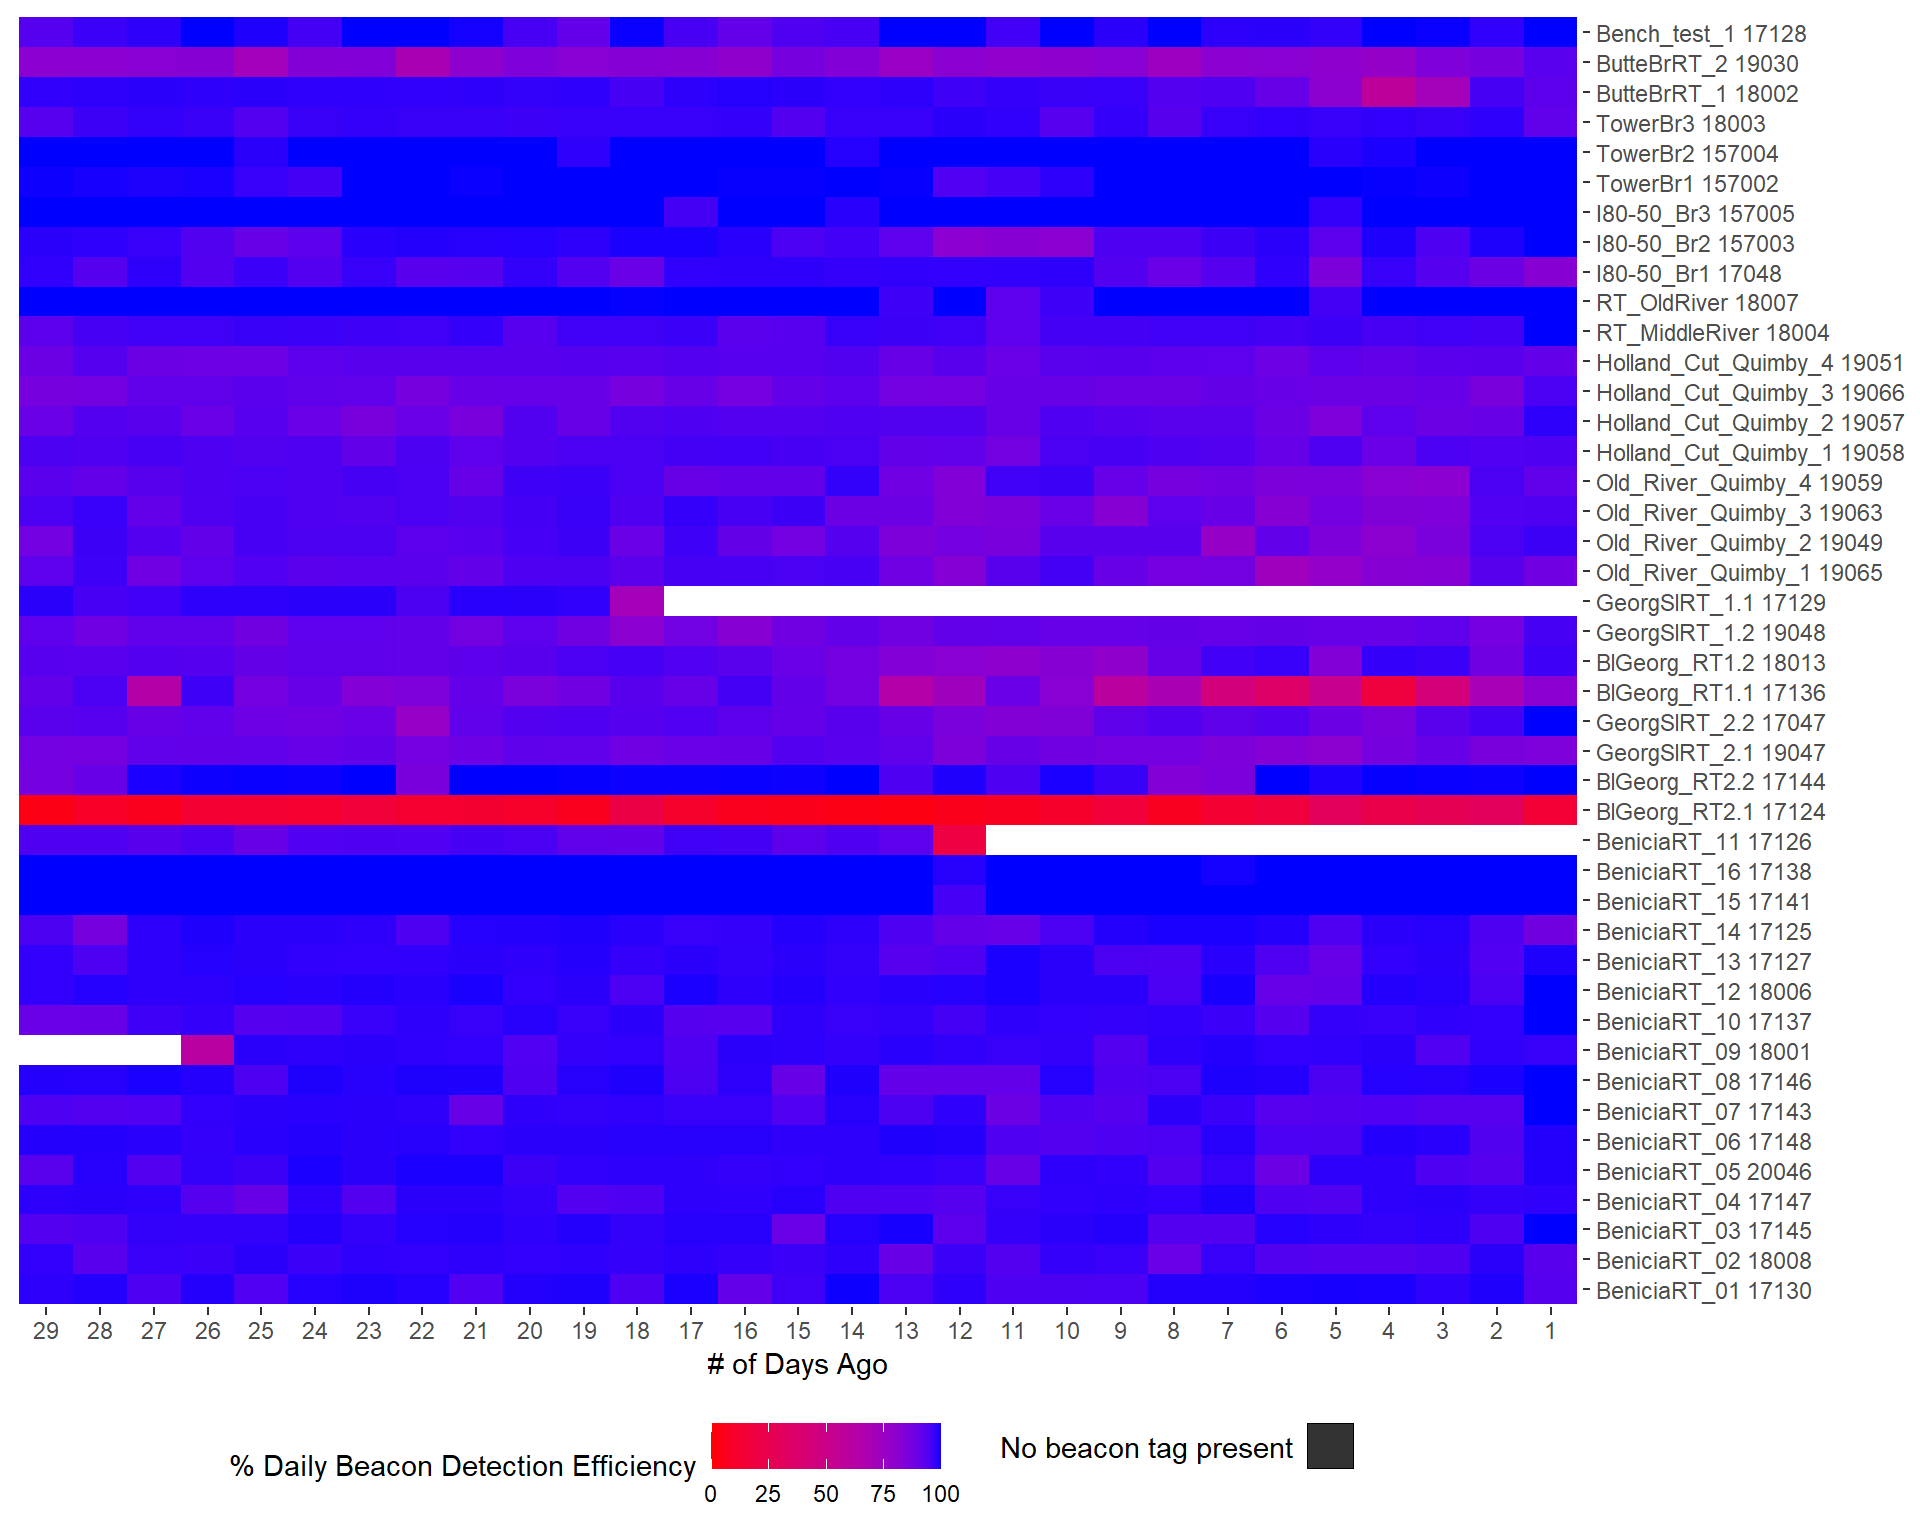 Bench_test_1 17128
ButteBrRT_2 19030
ButteBrRT_1 18002
TowerBr3 18003
TowerBr2 157004
TowerBr1 157002
I80-50_Br3 157005
I80-50_Br2 157003
I80-50_Br1 17048
RT_OldRiver 18007
RT_MiddleRiver 18004
Holland_Cut_Quimby_4 19051
Holland_Cut_Quimby_3 19066
Holland_Cut_Quimby_2 19057
Holland_Cut_Quimby_1 19058
Old_River_Quimby_4 19059
Old_River_Quimby_3 19063
Old_River_Quimby_2 19049
Old_River_Quimby_1 19065
GeorgSlRT_1.1 17129
GeorgSlRT_1.2 19048
BlGeorg_RT1.2 18013
BlGeorg_RT1.1 17136
GeorgSlRT_2.2 17047
GeorgSlRT_2.1 19047
BlGeorg_RT2.2 17144
BlGeorg_RT2.1 17124
BeniciaRT_11 17126
BeniciaRT_16 17138
BeniciaRT_15 17141
BeniciaRT_14 17125
BeniciaRT_13 17127
BeniciaRT_12 18006
BeniciaRT_10 17137
BeniciaRT_09 18001
BeniciaRT_08 17146
BeniciaRT_07 17143
BeniciaRT_06 17148
BeniciaRT_05 20046
BeniciaRT_04 17147
BeniciaRT_03 17145
BeniciaRT_02 18008
BeniciaRT_01 17130
29 28 27 26 25 24 23 22 21 20 19 18 17 16 15 14 13 12 11 10 9 8 7 6 5 4 3 2 1
# of Days Ago
% Daily Beacon Detection Efficiency
0 25 50 75 100
No beacon tag present